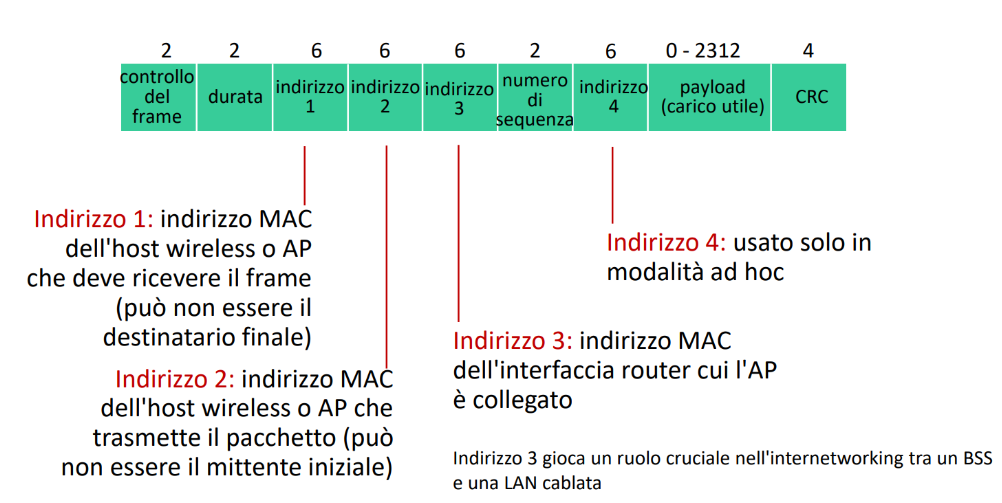 2 2 6 6 6 2 6 0 - 2312 4
controllo
del
frame
durata
indirizzo
1
indirizzo
2
indirizzo
3
numero
di
sequenza
indirizzo
4
payload
(carico utile)
CRC
Indirizzo 1: indirizzo MAC
dell'host wireless o AP
che deve ricevere il frame
(può non essere il
destinatario finale)
Indirizzo 2: indirizzo MAC
dell'host wireless o AP che
trasmette il pacchetto (può
non essere il mittente iniziale)
Indirizzo 3: indirizzo MAC
dell'interfaccia router cui l'AP
è collegato
Indirizzo 4: usato solo in
modalità ad hoc
Indirizzo 3 gioca un ruolo cruciale nell'internetworking tra un BSS
e una LAN cablata